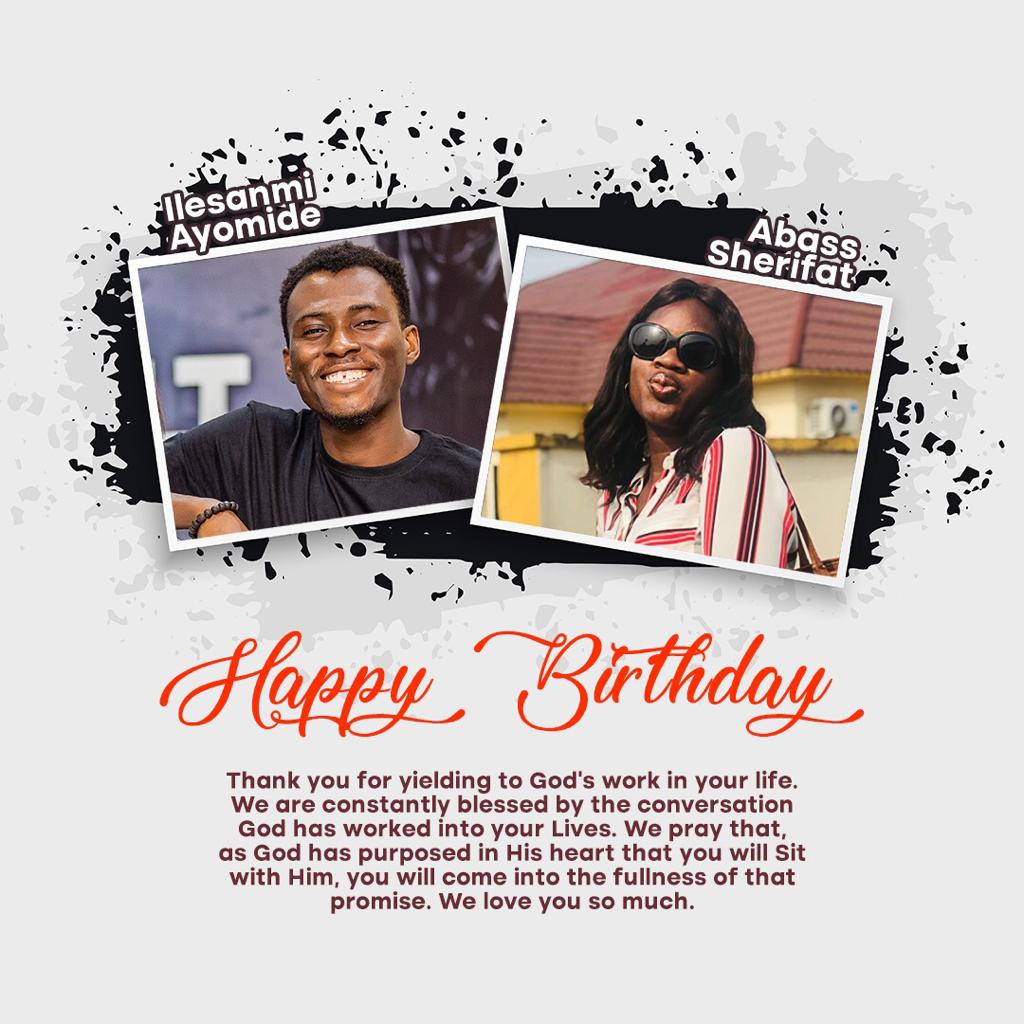 Ilesanmi
Ayomide
Abass
Sherifat
T
Happy Birthday
Thank you for yielding to God's work in your life.
We are constantly blessed by the conversation
God has worked into your Lives. We pray that,
as God has purposed in His heart that you will Sit
with Him, you will come into the fullness of that
promise. We love you so much.